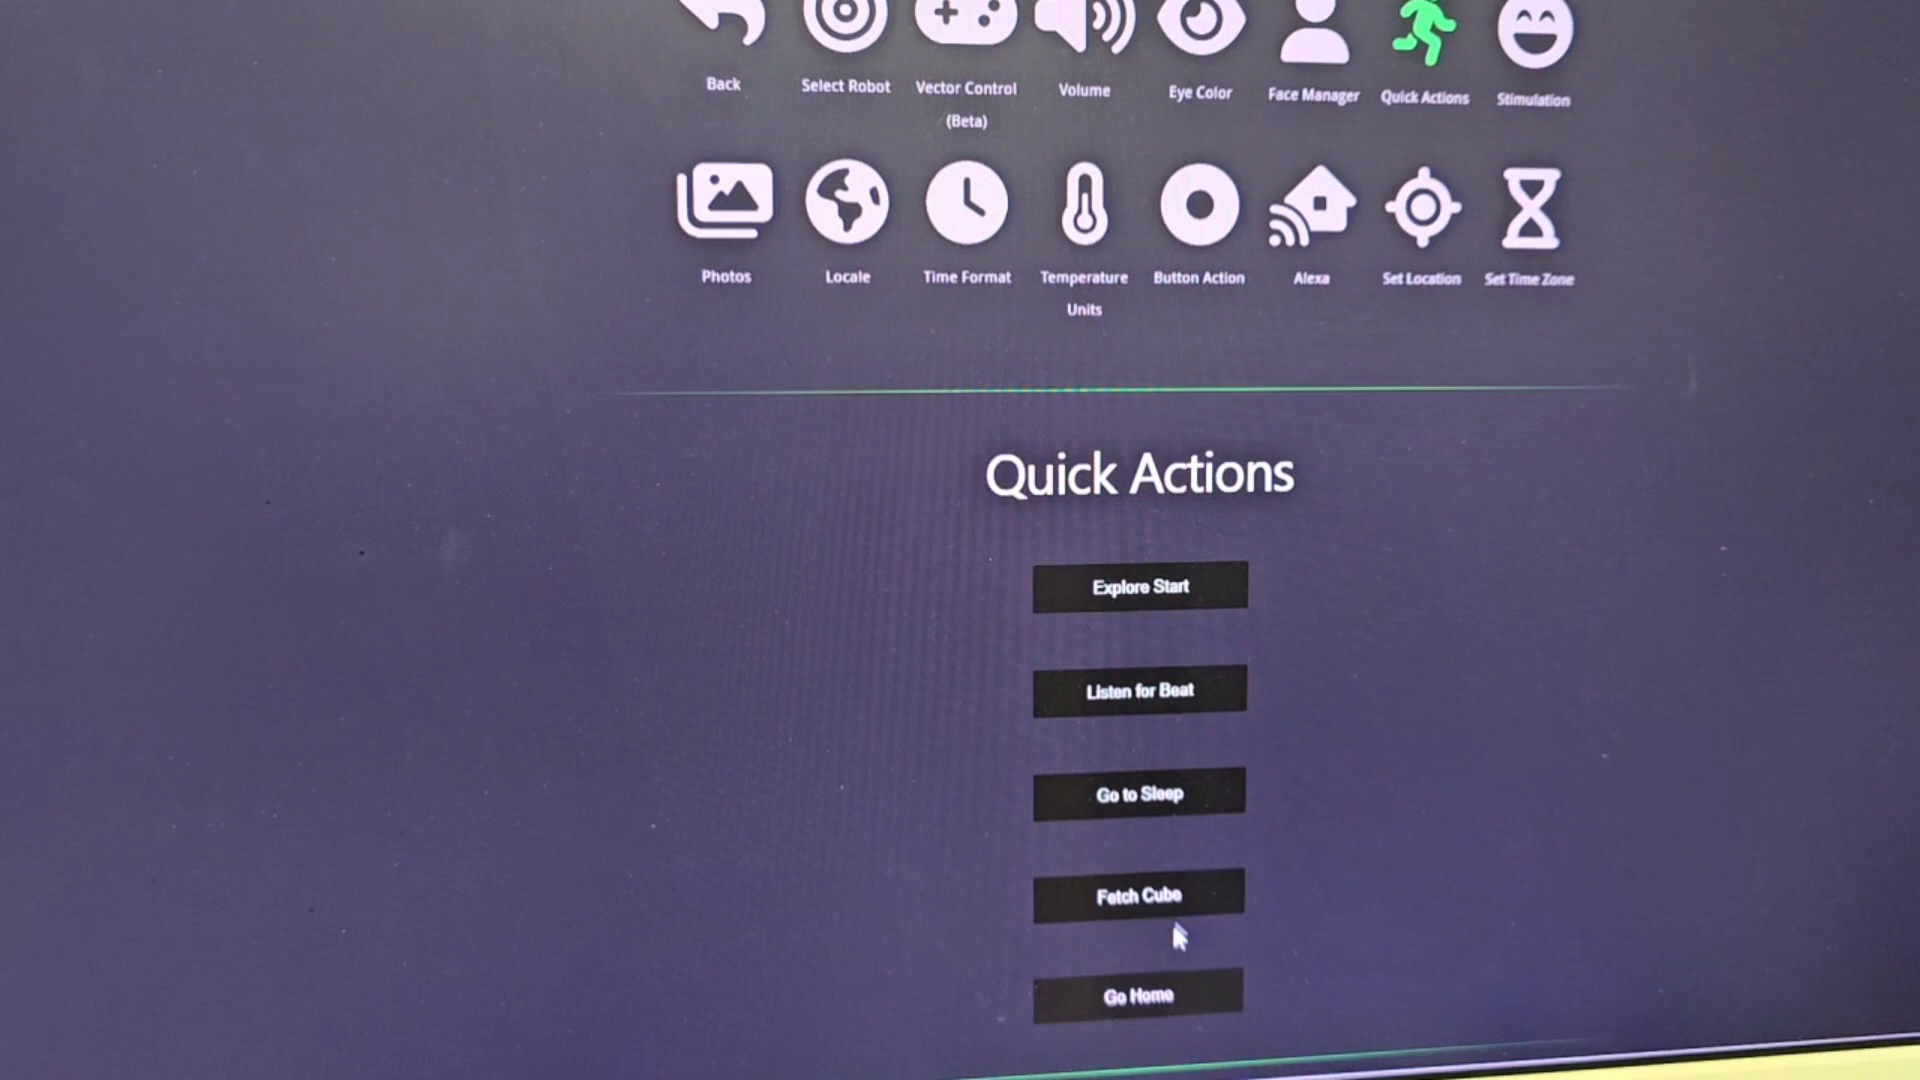 Back
Select Robot
Vector Control
(Beta)
Volume
Eye Color
Face Manager
Quick Actions
Stimulation
Photos
Locale
Time Format
Temperature
Units
Button Action
Alexa
Set Location
Set Time Zone
Quick Actions
Explore Start
Listen for Beat
Go to Sleep
Fetch Cube
Go Home